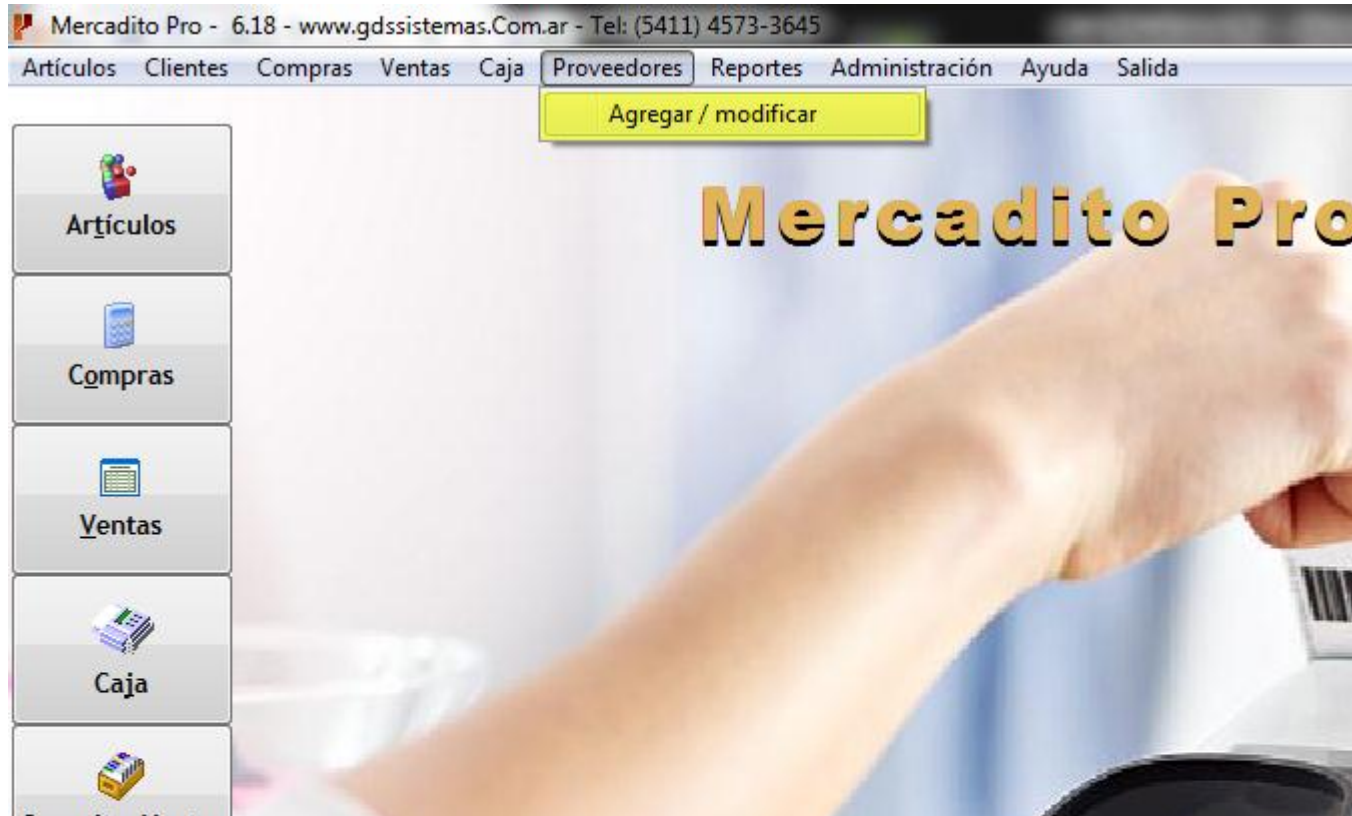 Mercadito Pro - 6.18 - www.gdssistemas.Com.ar - Tel: (5411) 4573-3645
Artículos Clientes Compras Ventas Caja Proveedores Reportes Administración Ayuda Salida
Agregar / modificar
Mercadito Pro
Artículos
Compras
Ventas
Caja